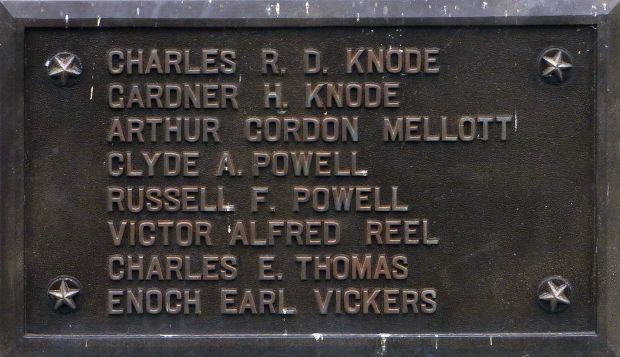 CHARLES R. D. KNODE
GARDNER H. KNODE
ARTHUR GORDON MELLOTT
CLYDE A. POWELL
RUSSELL F. POWELL
VICTOR ALFRED REEL
CHARLES E. THOMAS
ENOCH EARL VICKERS